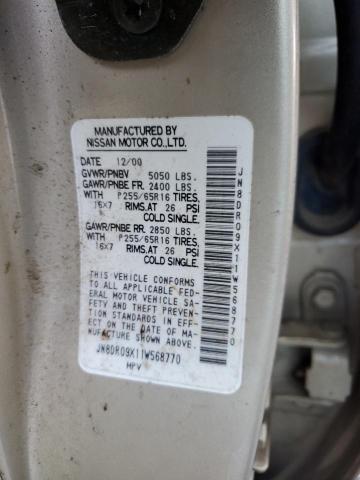 MANUFACTURED BY
NISSAN MOTOR CO.,LTD.
DATE 12/00
GVWR/PNBV 5050 LBS.
GAWR/PNBE FR. 2400 LBS.
WITH P255/65R16 TIRES,
16x7 RIMS,AT 26 PSI
COLD SINGLE.
GAWR/PNBE RR. 2850 LBS.
WITH P255/65R16 TIRES,
16x7 RIMS,AT 26 PSI
COLD SINGLE.
THIS VEHICLE CONFORMS
TO ALL APPLICABLE FED-
ERAL MOTOR VEHICLE SA-
FETY AND THEFT PREVEN-
TION STANDARDS IN EFF-
ECT ON THE DATE OF MA-
NUFACTURE SHOWN ABOVE.
JN8DR09X11W568770
MPV
JN8DR09X11W568770